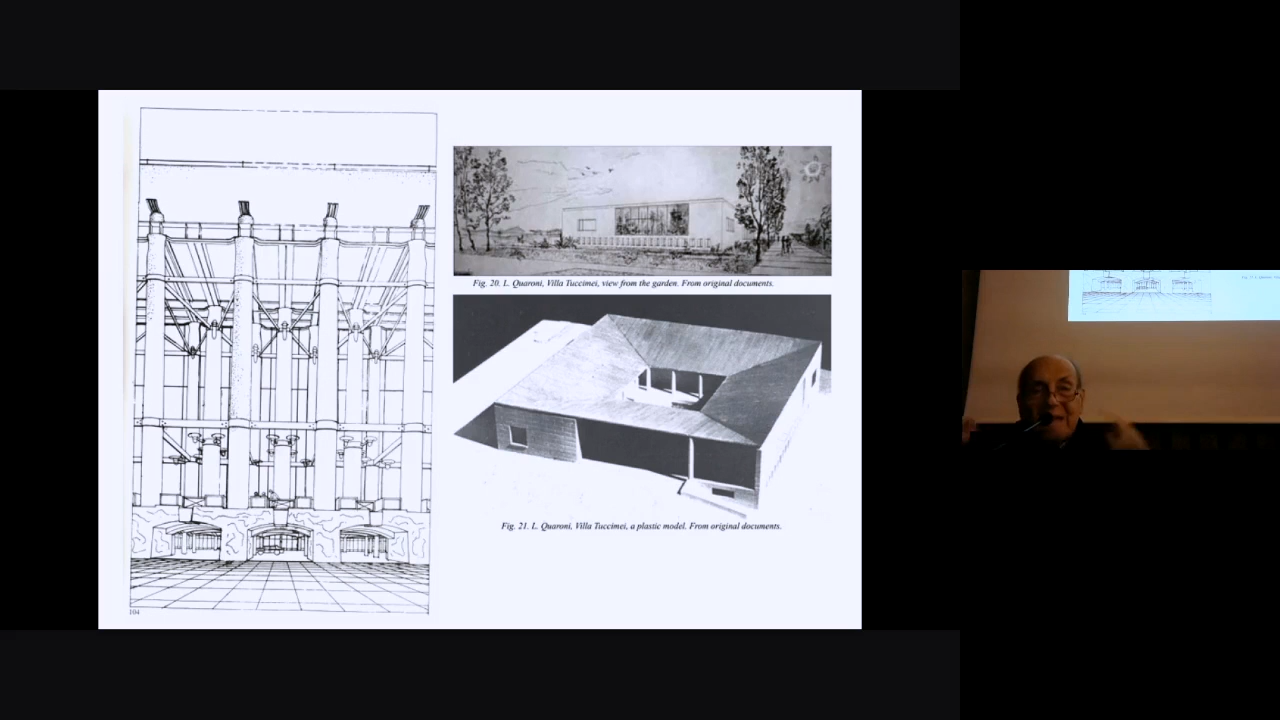 Fig. 20. L. Quaroni, Villa Tuccimei, view from the garden. From original documents.
Fig. 21. L. Quaroni, Villa Tuccimei, a plastic model. From original documents.
104